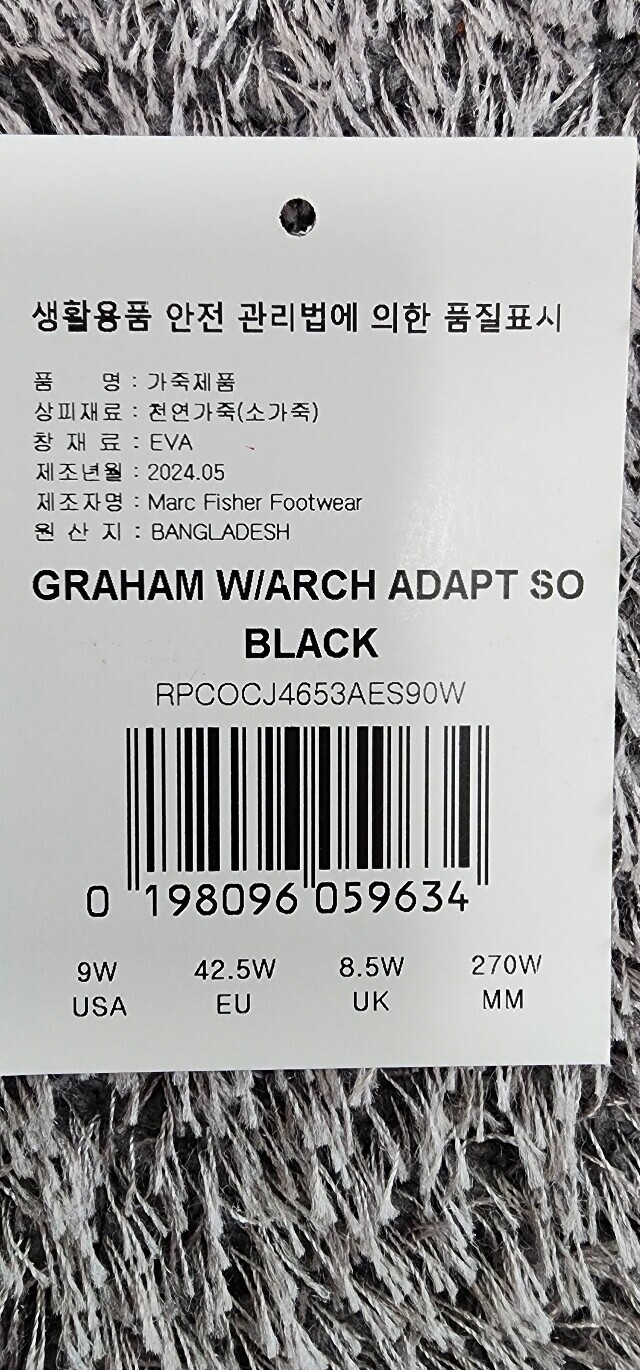 생활용품 안전 관리법에 의한 품질표시
품 명 : 가죽제품
상피재료 : 천연가죽(소가죽)
창 재 료 : EVA
제조년월 : 2024.05
제조자명 : Marc Fisher Footwear
원 산 지 : BANGLADESH
GRAHAM W/ARCH ADAPT SO
BLACK
RPCOCJ4653AES90W
0 198096 059634
9W 42.5W 8.5W 270W
USA EU UK MM